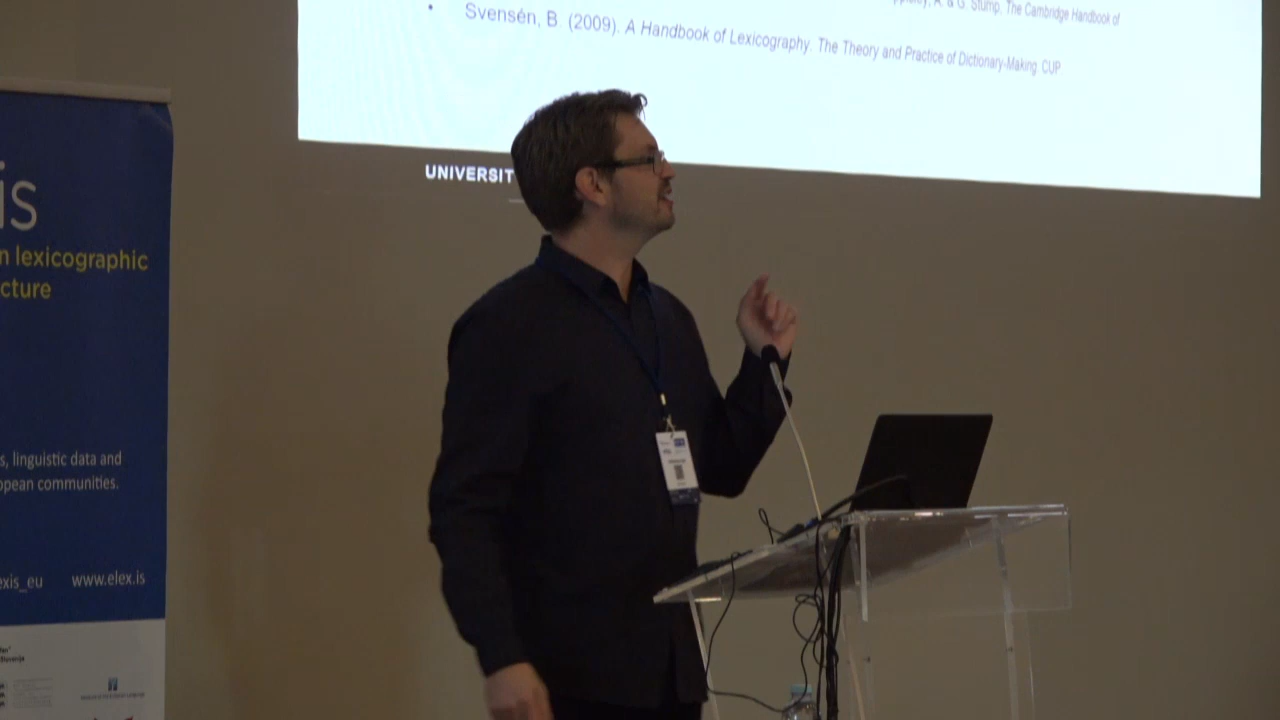 G. Stump. The Cambridge Handbook of
• Svensén, B. (2009). A Handbook of Lexicography. The Theory and Practice of Dictionary-Making. CUP
UNIVERSIT
is
n lexicographic
cture
s, linguistic data and
opean communities.
exis_eu www.elex.is